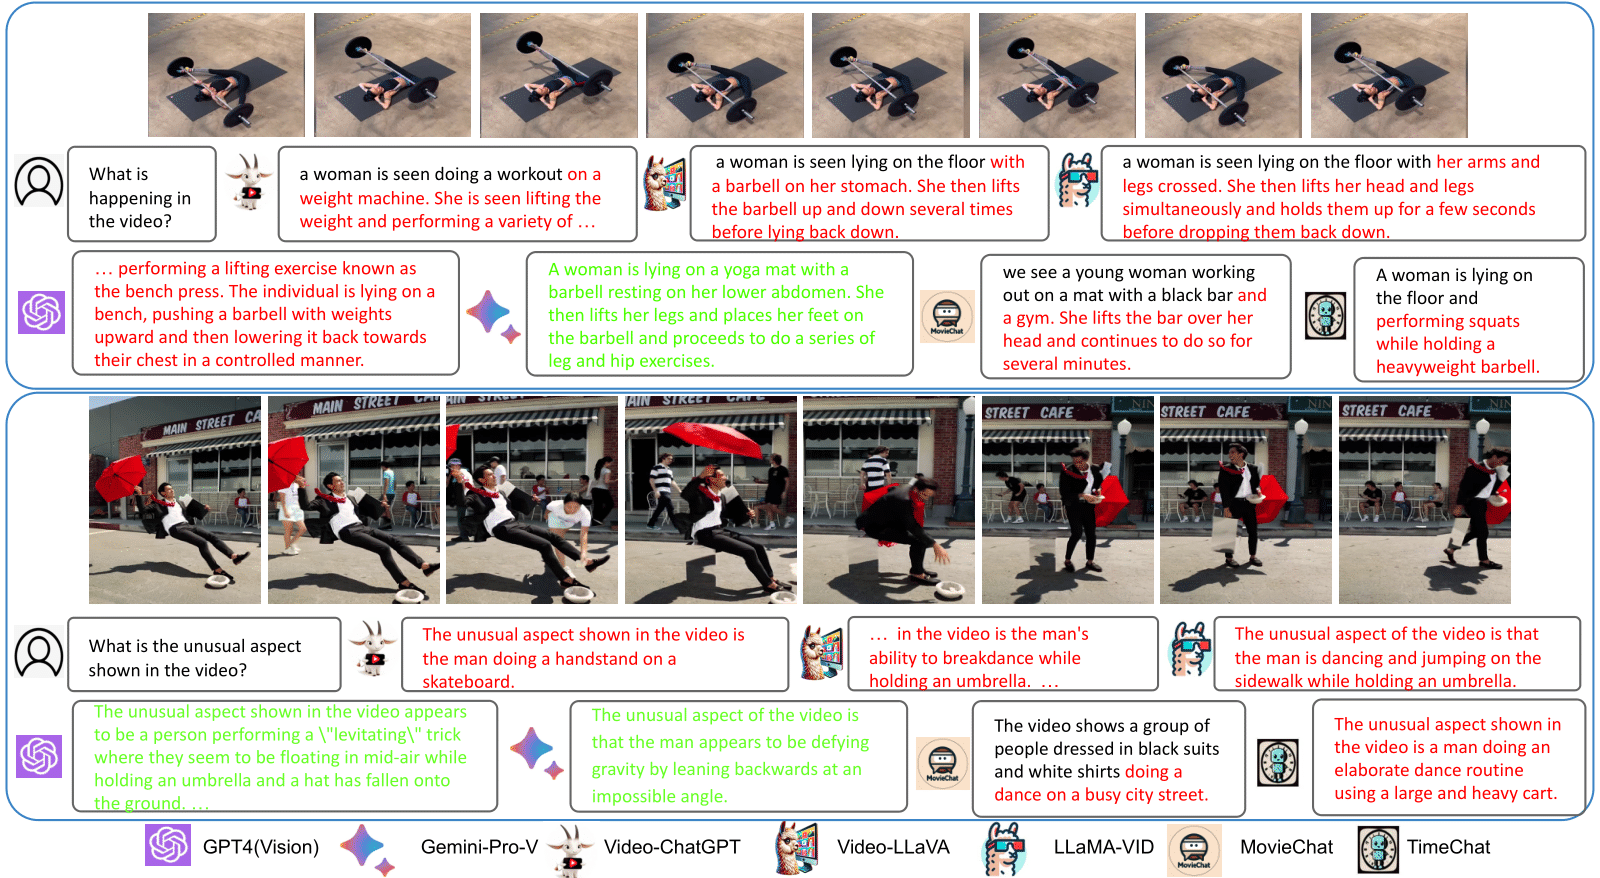 What is
happening in
the video?
a woman is seen doing a workout on a
weight machine. She is seen lifting the
weight and performing a variety of ...
a woman is seen lying on the floor with
a barbell on her stomach. She then lifts
the barbell up and down several times
before lying back down.
a woman is seen lying on the floor with her arms and
legs crossed. She then lifts her head and legs
simultaneously and holds them up for a few seconds
before dropping them back down.
... performing a lifting exercise known as
the bench press. The individual is lying on a
bench, pushing a barbell with weights
upward and then lowering it back towards
their chest in a controlled manner.
A woman is lying on a yoga mat with a
barbell resting on her lower abdomen. She
then lifts her legs and places her feet on
the barbell and proceeds to do a series of
leg and hip exercises.
MovieChat
we see a young woman working
out on a mat with a black bar and
a gym. She lifts the bar over her
head and continues to do so for
several minutes.
A woman is lying on
the floor and
performing squats
while holding a
heavyweight barbell.
MAIN STREET CA
MAIN STREET CAFE
MAIN STREET CAF
AIN STREET CAFE
STREET CAFE
STREET CAFE NIN
STREET CAFE NIN
What is the unusual aspect
shown in the video?
The unusual aspect shown in the video is
the man doing a handstand on a
skateboard.
... in the video is the man's
ability to breakdance while
holding an umbrella. ...
The unusual aspect of the video is that
the man is dancing and jumping on the
sidewalk while holding an umbrella.
The unusual aspect shown in the video appears
to be a person performing a \"levitating\" trick
where they seem to be floating in mid-air while
holding an umbrella and a hat has fallen onto
the ground. ...
The unusual aspect of the video is
that the man appears to be defying
gravity by leaning backwards at an
impossible angle.
MovieChat
The video shows a group of
people dressed in black suits
and white shirts doing a
dance on a busy city street.
The unusual aspect shown in
the video is a man doing an
elaborate dance routine
using a large and heavy cart.
GPT4(Vision)
Gemini-Pro-V
Video-ChatGPT
Video-LLaVA
LLaMA-VID
MovieChat
MovieChat
TimeChat